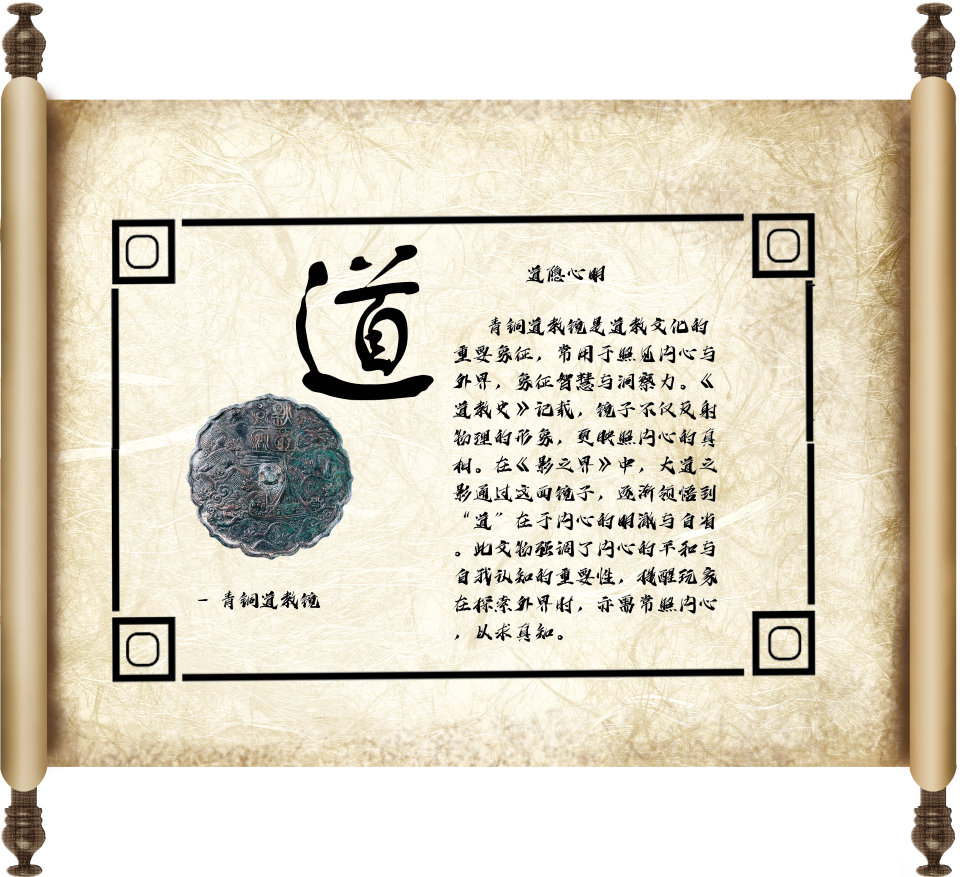 道
道隐心明
青铜道教镜是道教文化的
重要象征，常用于照见内心与
外界，象征智慧与洞察力。《
道教史》记载，镜子不仅反射
物理的形象，更映照内心的真
相。在《影之界》中，大道之
影通过这面镜子，逐渐领悟到
“道”在于内心的明澈与自省
。此文物强调了内心的平和与
自我认知的重要性，提醒玩家
在探索外界时，亦需常照内心
，以求真知。
- 青铜道教镜